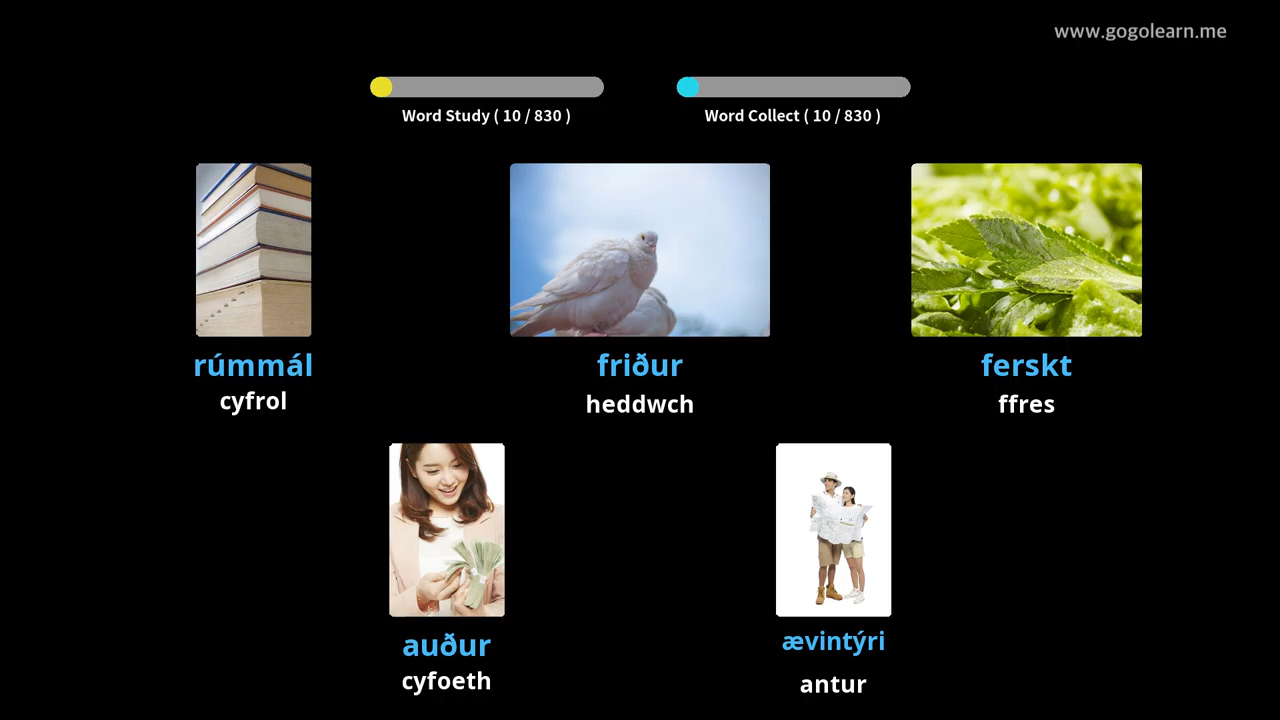 www.gogolearn.me
Word Study ( 10 / 830 )
Word Collect ( 10 / 830 )
rúmmál
cyfrol
friður
heddwch
ferskt
ffres
auður
cyfoeth
ævintýri
antur